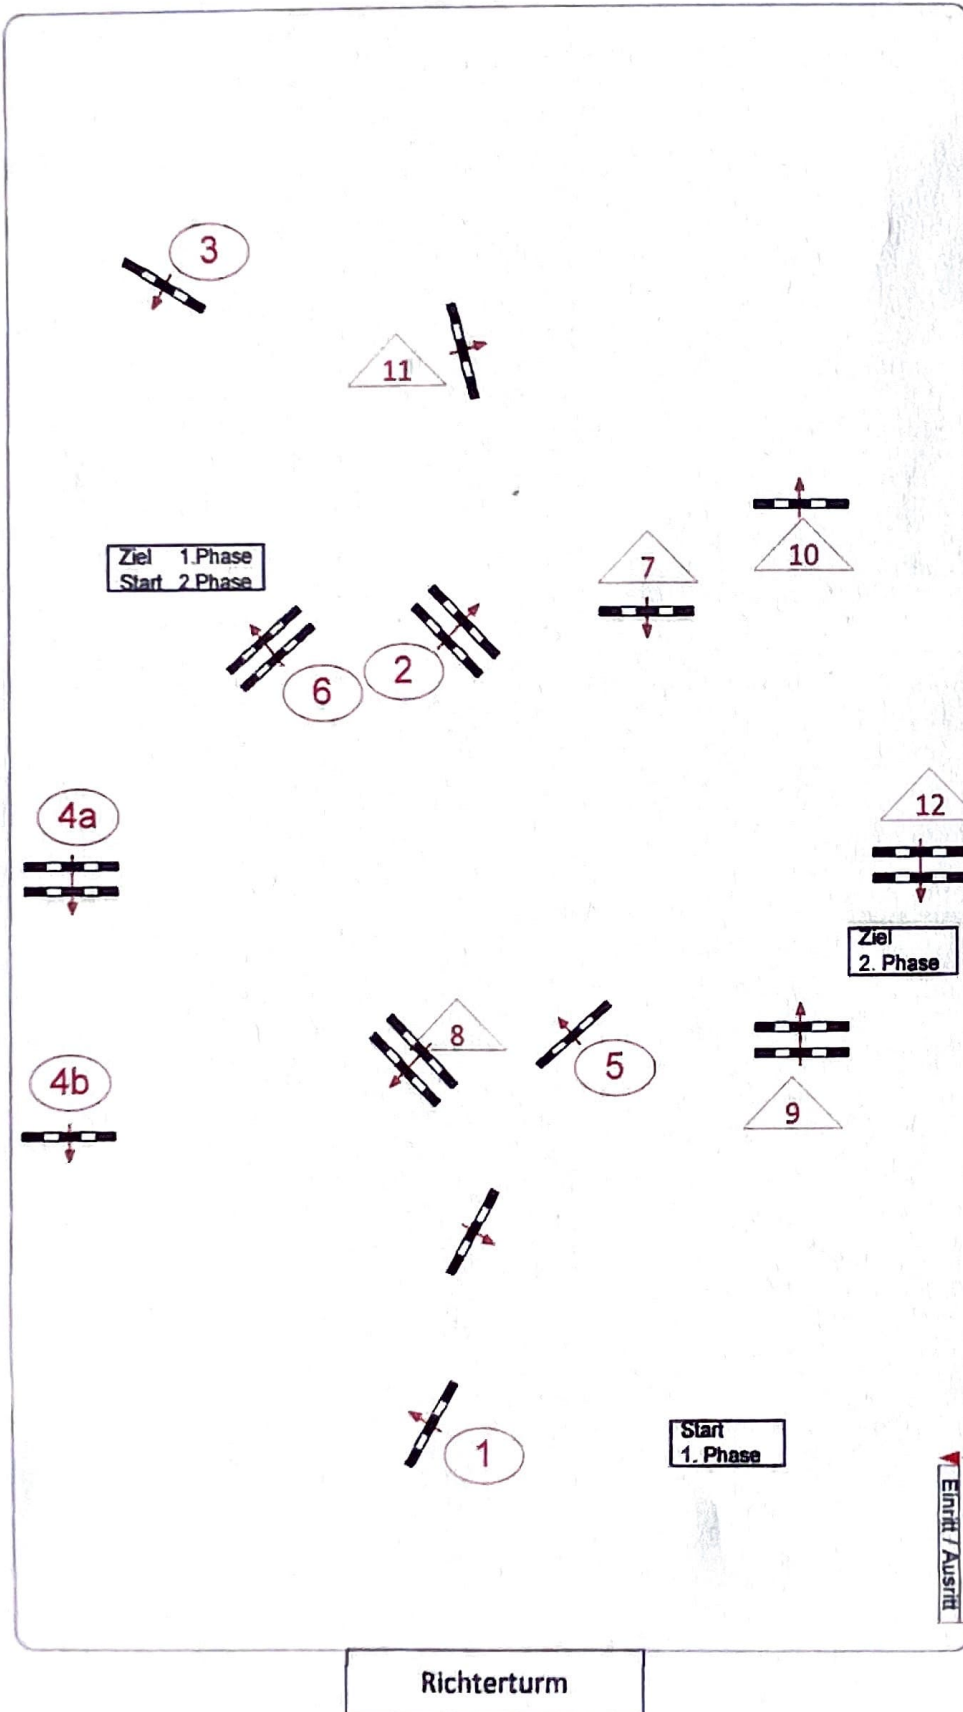 3
11
10
7
Ziel 1.Phase
Start 2.Phase
6
2
4a
12
Ziel
2. Phase
8
5
4b
9
1
Start
1. Phase
Einritt / Ausritt
Richterturm